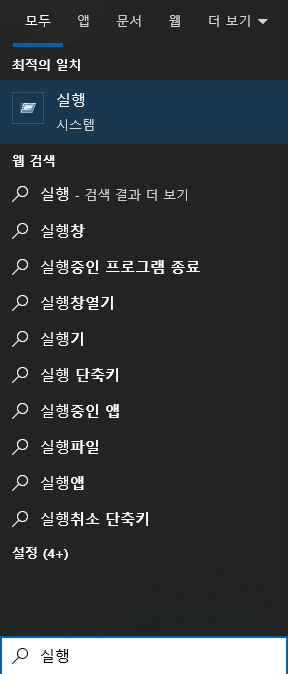 모두 앱 문서 웹 더 보기
최적의 일치
실행
시스템
웹 검색
실행 - 검색 결과 더 보기
실행창
실행중인 프로그램 종료
실행창열기
실행기
실행 단축키
실행중인 앱
실행파일
실행앱
실행취소 단축키
설정 (4+)
실행